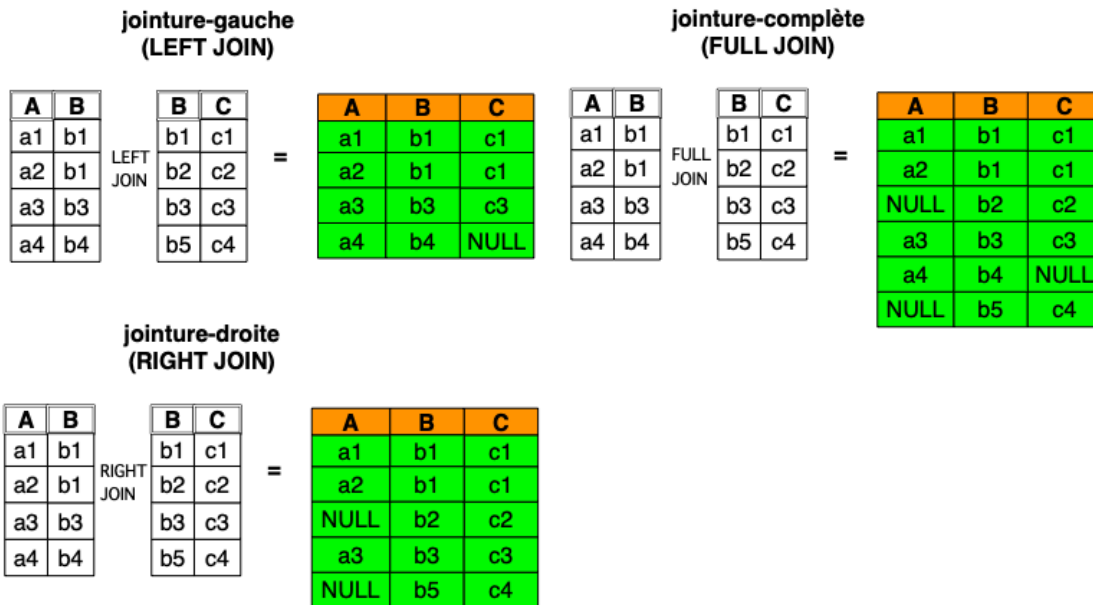 jointure-gauche
(LEFT JOIN)
A B
a1 b1
a2 b1
a3 b3
a4 b4
LEFT
JOIN
B C
b1 c1
b2 c2
b3 c3
b5 c4
=
A B C
a1 b1 c1
a2 b1 c1
a3 b3 c3
a4 b4 NULL
jointure-complète
(FULL JOIN)
A B
a1 b1
a2 b1
a3 b3
a4 b4
FULL
JOIN
B C
b1 c1
b2 c2
b3 c3
b5 c4
=
A B C
a1 b1 c1
a2 b1 c1
NULL b2 c2
a3 b3 c3
a4 b4 NULL
NULL b5 c4
jointure-droite
(RIGHT JOIN)
A B
a1 b1
a2 b1
a3 b3
a4 b4
RIGHT
JOIN
B C
b1 c1
b2 c2
b3 c3
b5 c4
=
A B C
a1 b1 c1
a2 b1 c1
NULL b2 c2
a3 b3 c3
NULL b5 c4